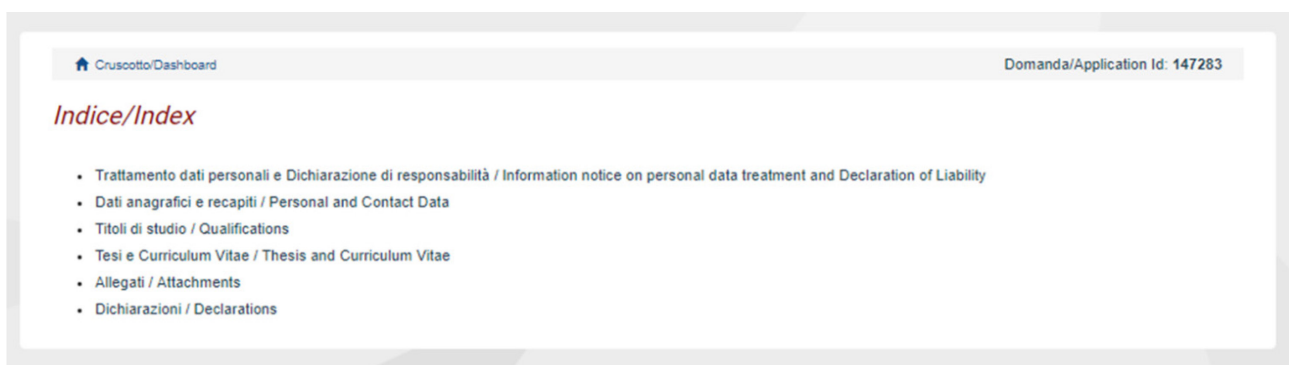 Cruscotto/Dashboard
Domanda/Application Id: 147283
Indice/Index
Trattamento dati personali e Dichiarazione di responsabilità / Information notice on personal data treatment and Declaration of Liability
Dati anagrafici e recapiti / Personal and Contact Data
Titoli di studio / Qualifications
Tesi e Curriculum Vitae / Thesis and Curriculum Vitae
Allegati / Attachments
Dichiarazioni / Declarations